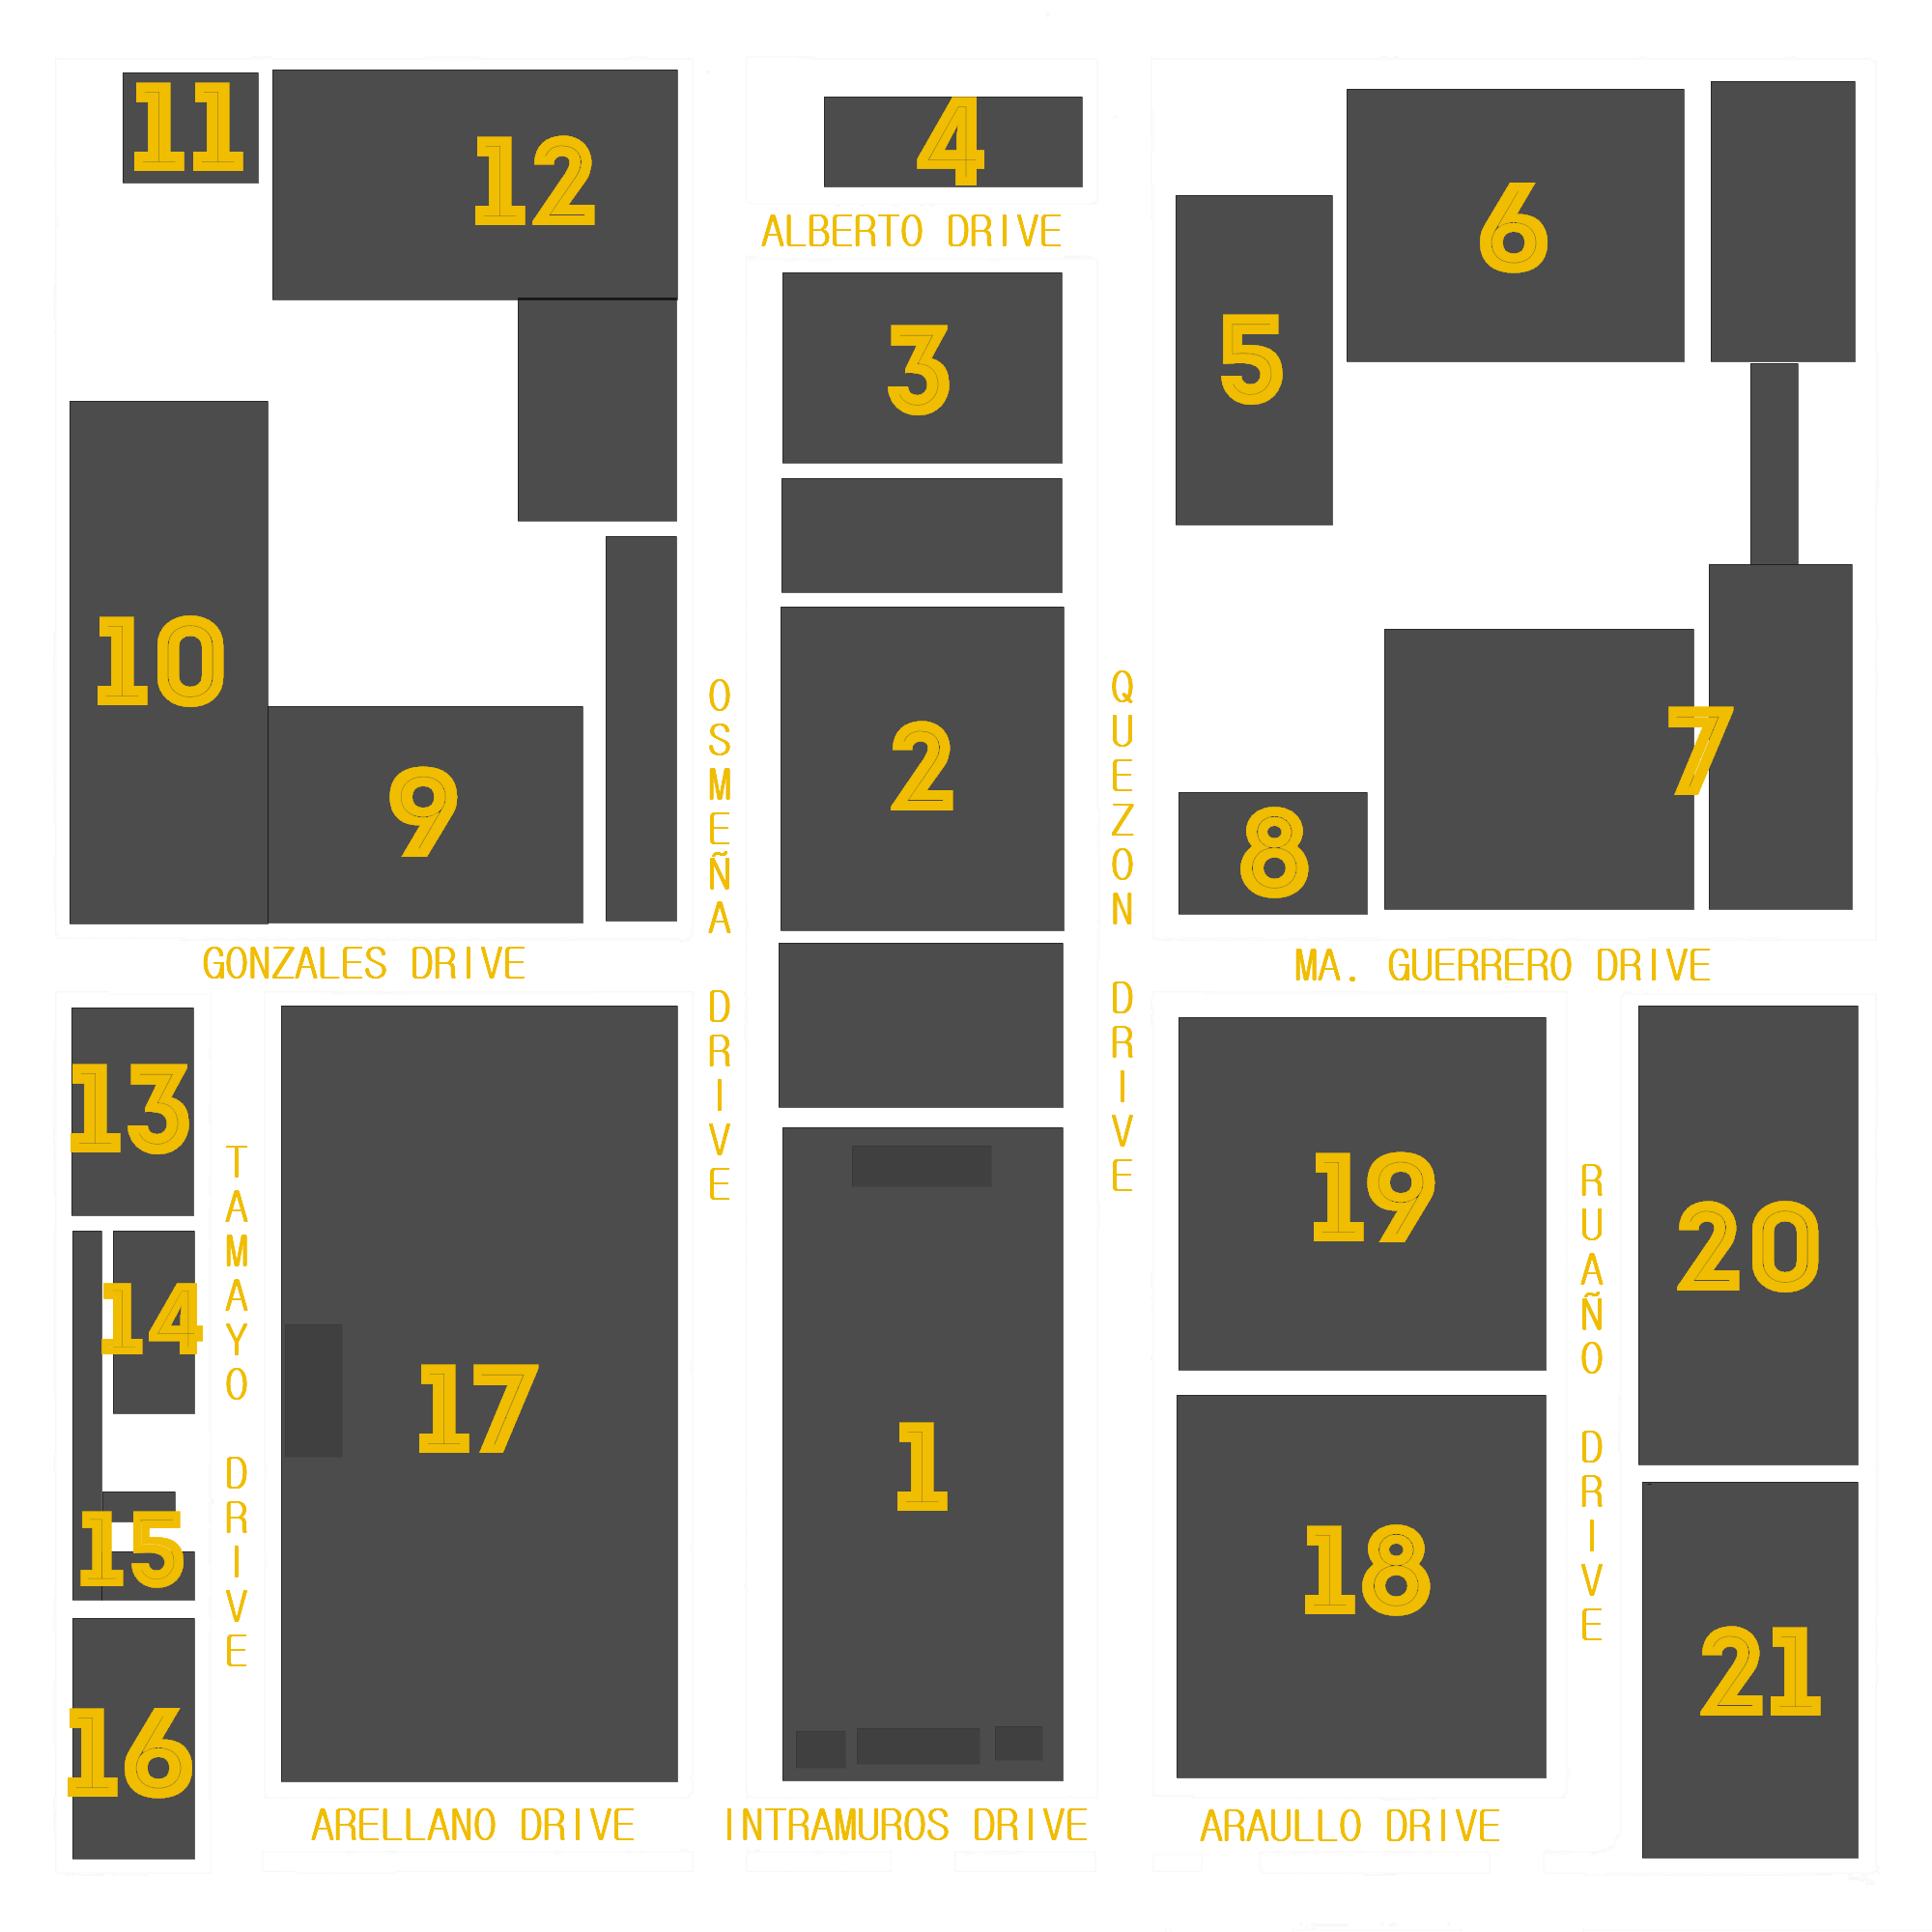 11
12
4
ALBERTO DRIVE
6
5
3
10
9
OSMEÑA DRIVE
2
QUEZON DRIVE
7
8
GONZALES DRIVE
MA. GUERRERO DRIVE
13
TAMAYO DRIVE
14
15
16
17
1
19
18
RUAÑO DRIVE
20
21
ARELLANO DRIVE
INTRAMUROS DRIVE
ARAULLO DRIVE